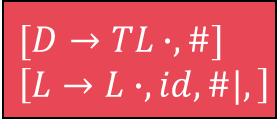 [D → TL ·, #]
[L → L ·, id, #|, ]